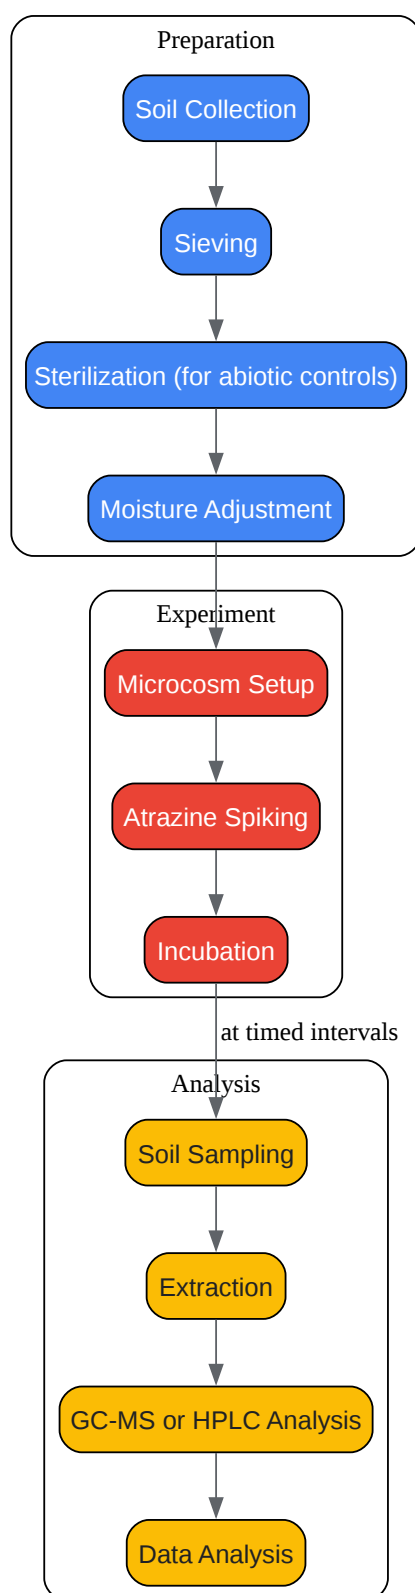 Preparation
Soil Collection
Sieving
Sterilization (for abiotic controls)
Moisture Adjustment
Experiment
Microcosm Setup
Atrazine Spiking
Incubation
at timed intervals
Analysis
Soil Sampling
Extraction
GC-MS or HPLC Analysis
Data Analysis